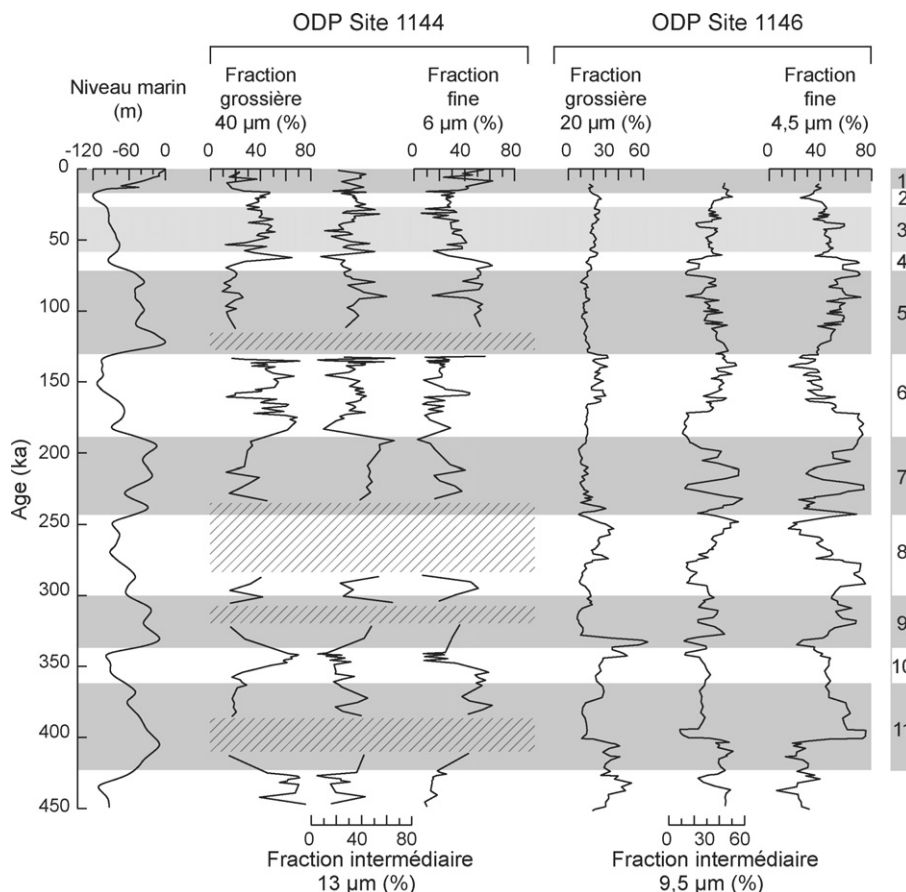 ODP Site 1144
ODP Site 1146
Niveau marin
(m)
Fraction
grossière
40 µm (%)
Fraction
fine
6 µm (%)
Fraction
grossière
20 µm (%)
Fraction
fine
4,5 µm (%)
-120 -60 0
0 40 80
0 40 80
0 30 60
0 40 80
0
50
100
150
200
250
300
350
400
450
Age (ka)
1
2
3
4
5
6
7
8
9
10
11
0 40 80
Fraction intermédiaire
13 µm (%)
0 30 60
Fraction intermédiaire
9,5 µm (%)